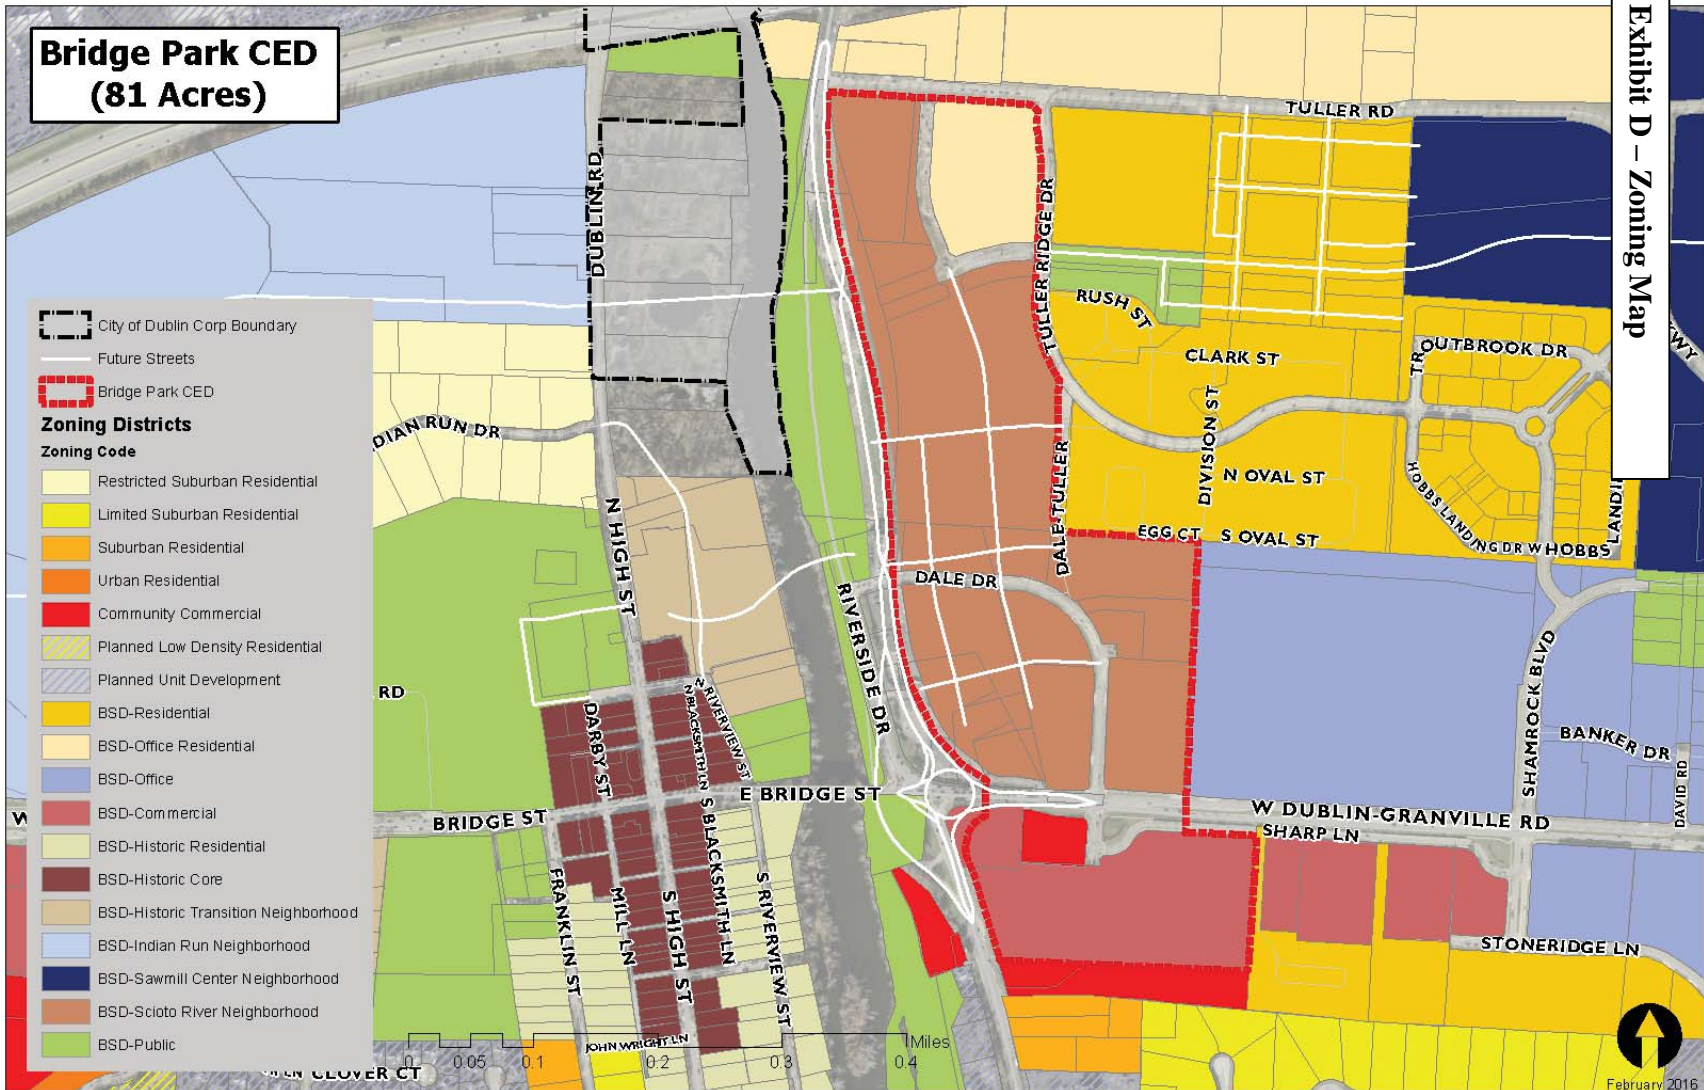 Bridge Park CED
(81 Acres)
Exhibit D – Zoning Map
City of Dublin Corp Boundary
Future Streets
Bridge Park CED
Zoning Districts
Zoning Code
Restricted Suburban Residential
Limited Suburban Residential
Suburban Residential
Urban Residential
Community Commercial
Planned Low Density Residential
Planned Unit Development
BSD-Residential
BSD-Office Residential
BSD-Office
BSD-Commercial
BSD-Historic Residential
BSD-Historic Core
BSD-Historic Transition Neighborhood
BSD-Indian Run Neighborhood
BSD-Sawmill Center Neighborhood
BSD-Scioto River Neighborhood
BSD-Public
TULLER RD
DUBLIN RD
TULLER RIDGE DR
RUSH ST
CLARK ST
TROUTBROOK DR
KWY
DIAN RUN DR
DIVISION ST
N OVAL ST
HOBBS LANDING DR W
HOBBS LANDI
N HIGH ST
DALE-TULLER
EGG CT
S OVAL ST
DALE DR
RIVERSIDE DR
RD
DARBY ST
N BLACKSMITH LN
N RIVERVIEW ST
SHAMROCK BLVD
BANKER DR
DAVID RD
W
BRIDGE ST
E BRIDGE ST
W DUBLIN-GRANVILLE RD
SHARP LN
FRANKLIN ST
MILL LN
S HIGH ST
S BLACKSMITH LN
S RIVERVIEW ST
STONERIDGE LN
JOHN WRIGHT LN
CLOVER CT
Miles
0 0.05 0.1 0.2 0.3 0.4
February 2016